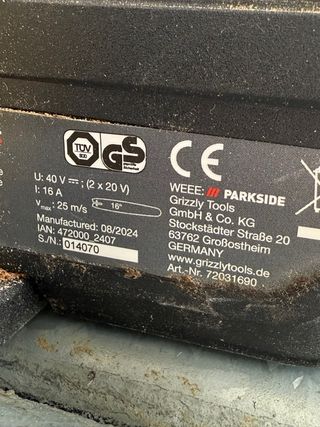 TÜV
GS
CE
U: 40 V ⎓; (2 x 20 V)
I: 16 A
vmax.: 25 m/s 16"
Manufactured: 08/2024
IAN: 472000_2407
S./N.: 014070
WEEE: /// PARKSIDE
Grizzly Tools
GmbH & Co. KG
Stockstädter Straße 20
63762 Großostheim
GERMANY
www.grizzlytools.de
Art.-Nr. 72031690